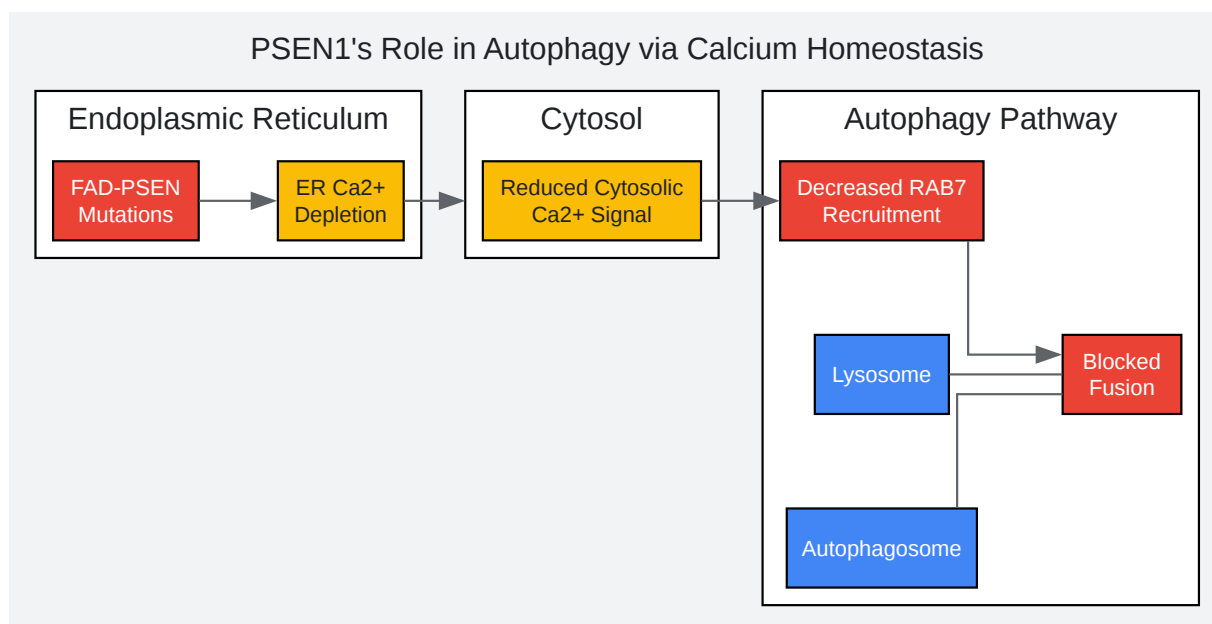 PSEN1's Role in Autophagy via Calcium Homeostasis
Endoplasmic Reticulum
FAD-PSEN
Mutations
ER Ca2+
Depletion
Cytosol
Reduced Cytosolic
Ca2+ Signal
Autophagy Pathway
Decreased RAB7
Recruitment
Lysosome
Blocked
Fusion
Autophagosome